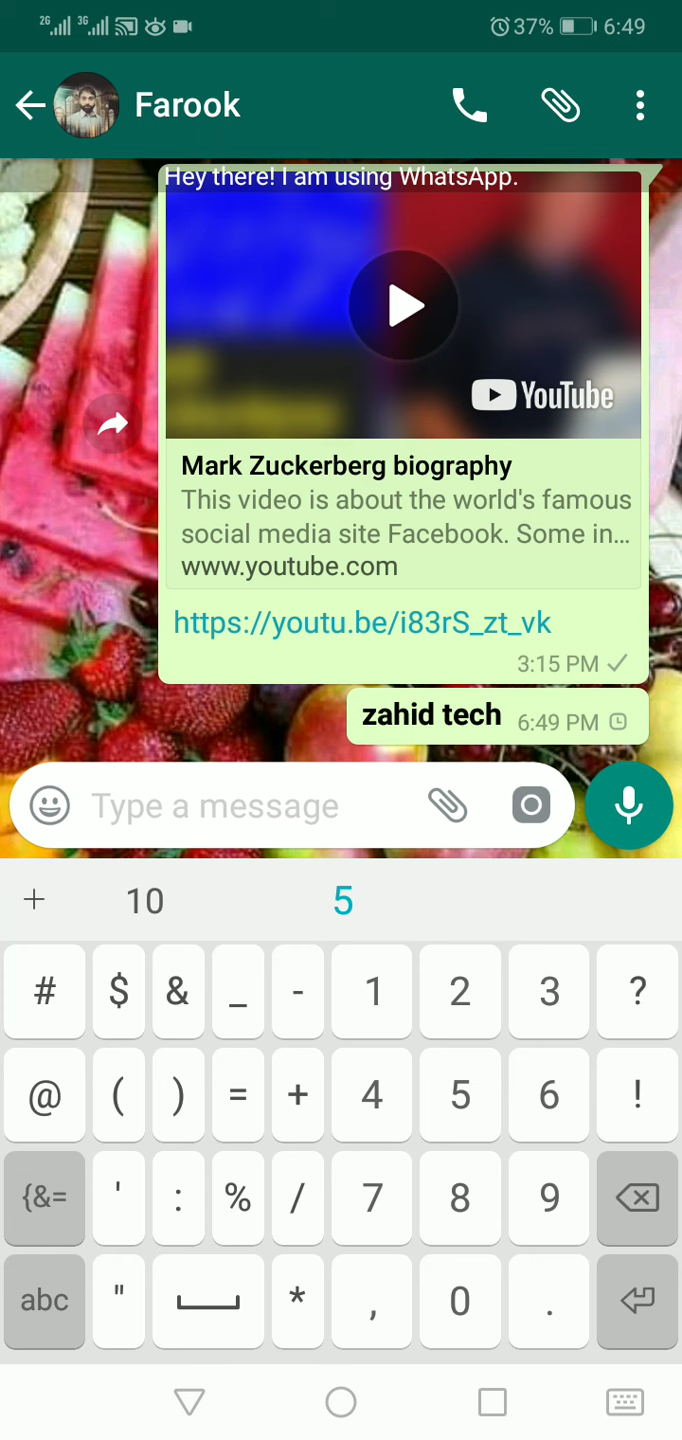 2G 3G 37% 6:49
Farook
Hey there! I am using WhatsApp.
YouTube
Mark Zuckerberg biography
This video is about the world's famous
social media site Facebook. Some in...
www.youtube.com
https://youtu.be/i83rS_zt_vk
3:15 PM
zahid tech 6:49 PM
Type a message
+ 10 5
# $ & _ - 1 2 3 ?
@ ( ) = + 4 5 6 !
{&= ' : % / 7 8 9
abc " * , 0 .